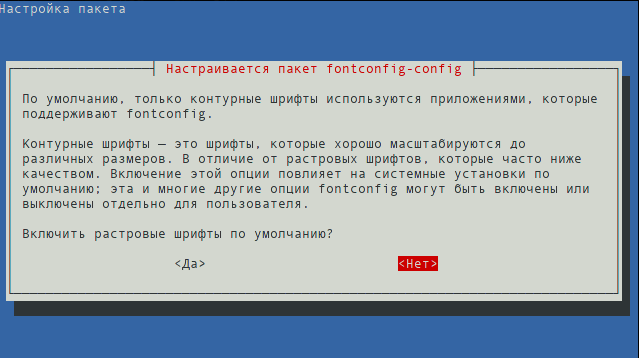 Настройка пакета
Настраивается пакет fontconfig-config
По умолчанию, только контурные шрифты используются приложениями, которые
поддерживают fontconfig.
Контурные шрифты — это шрифты, которые хорошо масштабируются до
различных размеров. В отличие от растровых шрифтов, которые часто ниже
качеством. Включение этой опции повлияет на системные установки по
умолчанию; эта и многие другие опции fontconfig могут быть включены или
выключены отдельно для пользователя.
Включить растровые шрифты по умолчанию?
<Да> <Нет>